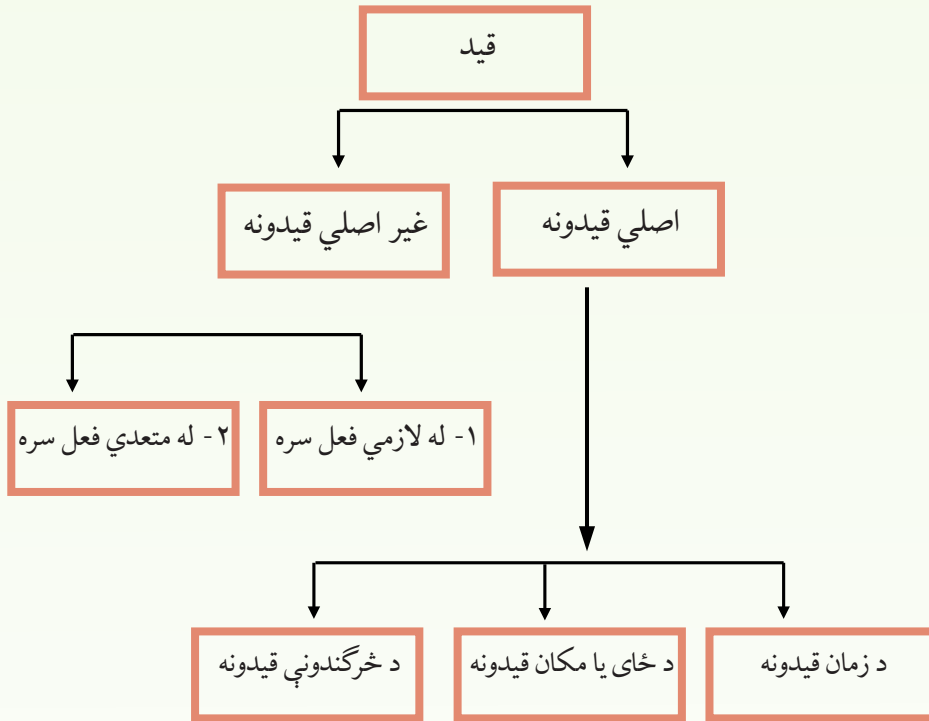 قيد
اصلي قيدونه
غير اصلي قيدونه
۱- له لازمي فعل سره
۲- له متعدي فعل سره
د زمان قيدونه
د ځای يا مکان قيدونه
د څرګندونې قيدونه